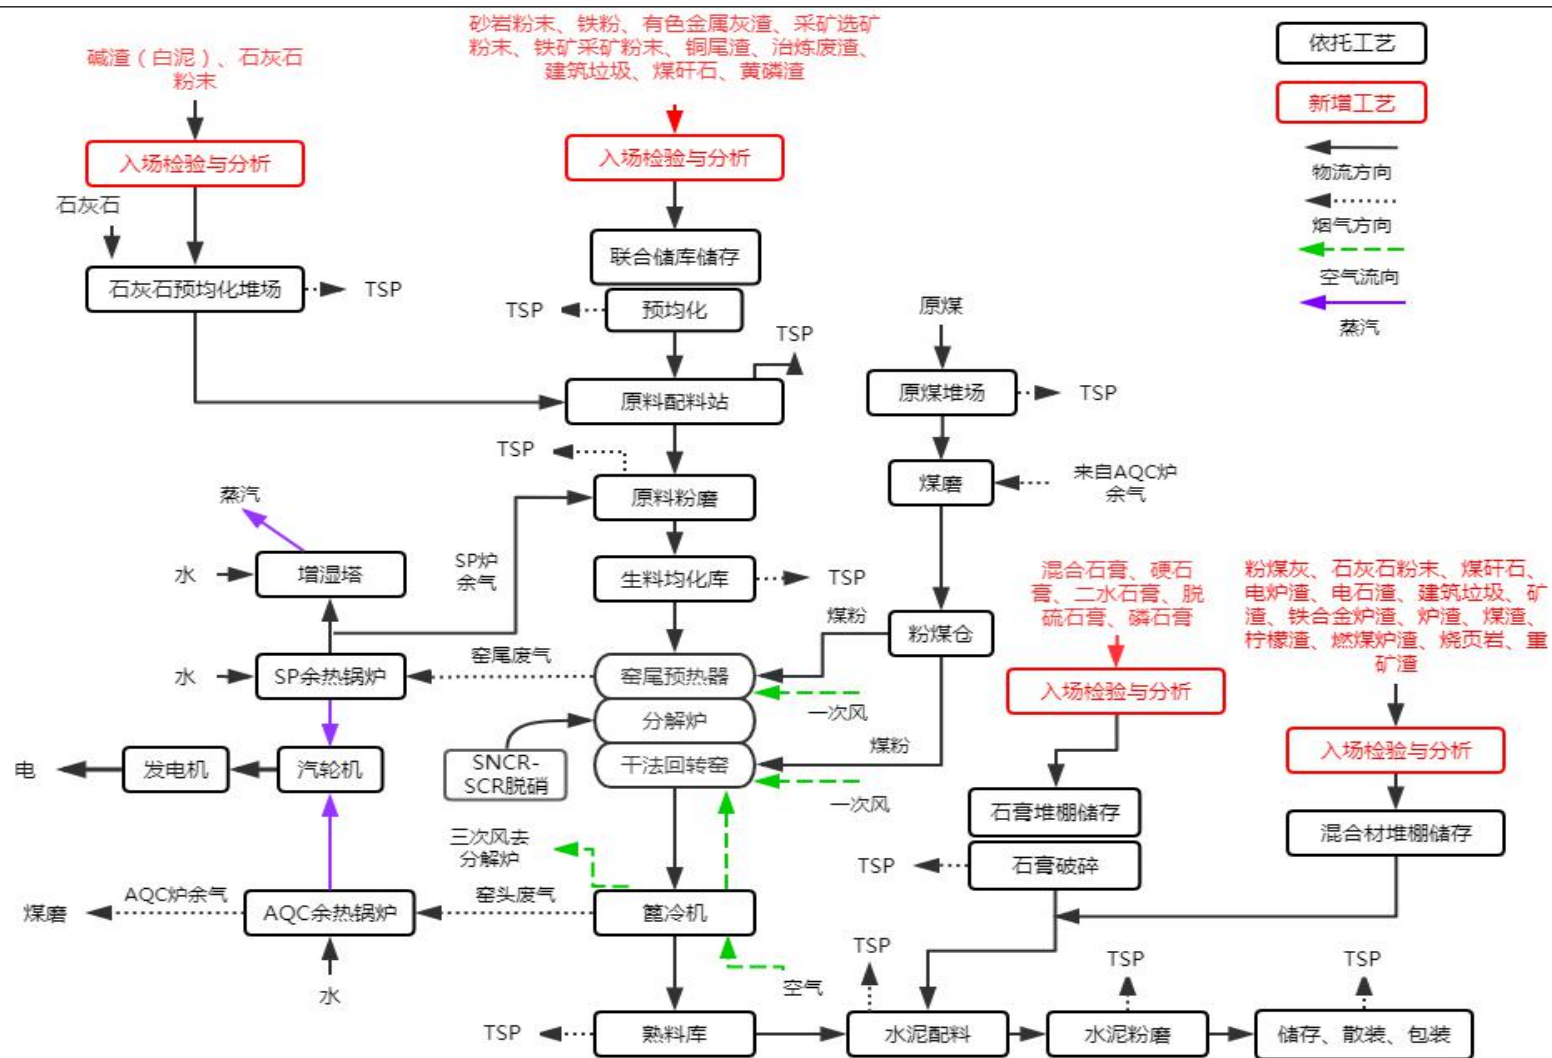 砂岩粉末、铁粉、有色金属灰渣、采矿选矿
粉末、铁矿采矿粉末、铜尾渣、冶炼废渣、
建筑垃圾、煤矸石、黄磷渣
碱渣（白泥）、石灰石
粉末
依托工艺
新增工艺
物流方向
烟气方向
空气流向
蒸汽
入场检验与分析
入场检验与分析
石灰石
联合储库储存
石灰石预均化堆场
TSP
TSP
预均化
原煤
TSP
原料配料站
原煤堆场
TSP
TSP
原料粉磨
煤磨
来自AQC炉
余气
蒸汽
SP炉
余气
水
增湿塔
生料均化库
TSP
混合石膏、硬石
膏、二水石膏、脱
硫石膏、磷石膏
粉煤灰、石灰石粉末、煤矸石、
电炉渣、电石渣、建筑垃圾、矿
渣、铁合金炉渣、炉渣、煤渣、
柠檬渣、燃煤炉渣、烧页岩、重
矿渣
煤粉
粉煤仓
水
SP余热锅炉
窑尾废气
窑尾预热器
入场检验与分析
一次风
分解炉
煤粉
入场检验与分析
电
发电机
汽轮机
SNCR-
SCR脱硝
干法回转窑
一次风
石膏堆棚储存
混合材堆棚储存
三次风去
分解炉
TSP
石膏破碎
AQC炉余气
窑头废气
煤磨
AQC余热锅炉
篦冷机
水
空气
TSP
TSP
TSP
TSP
熟料库
水泥配料
水泥粉磨
储存、散装、包装